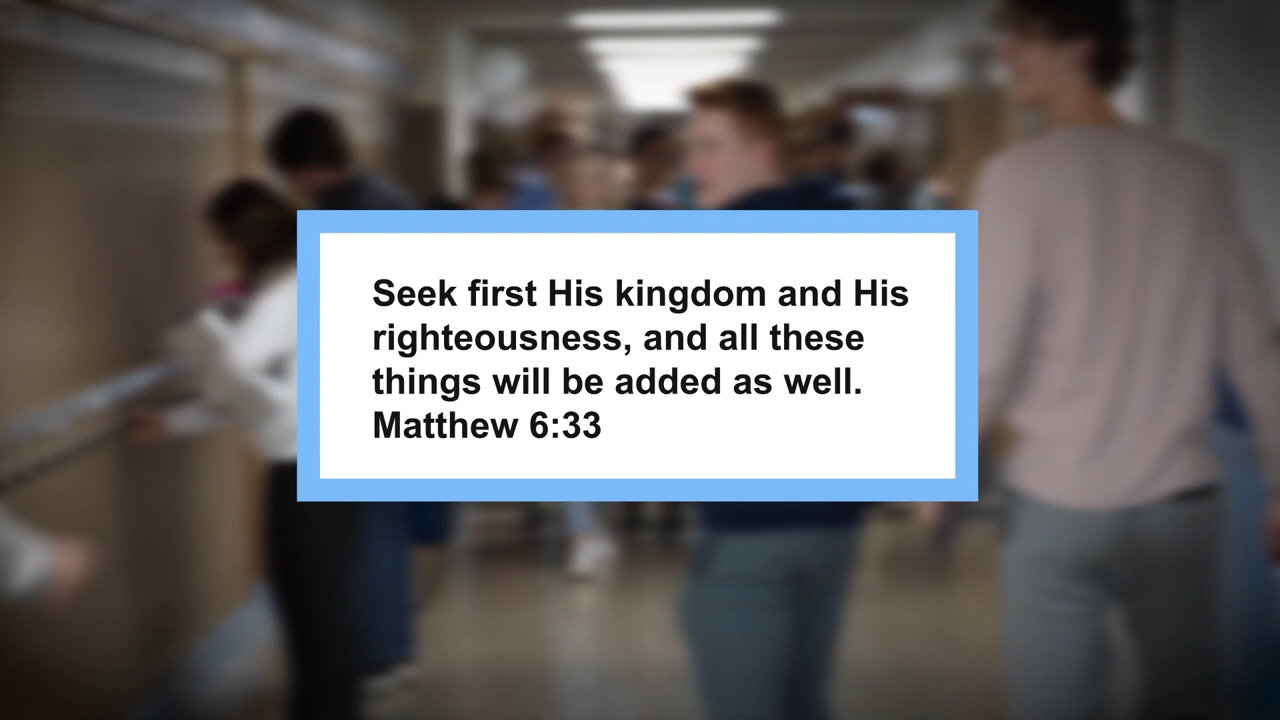 Seek first His kingdom and His
righteousness, and all these
things will be added as well.
Matthew 6:33